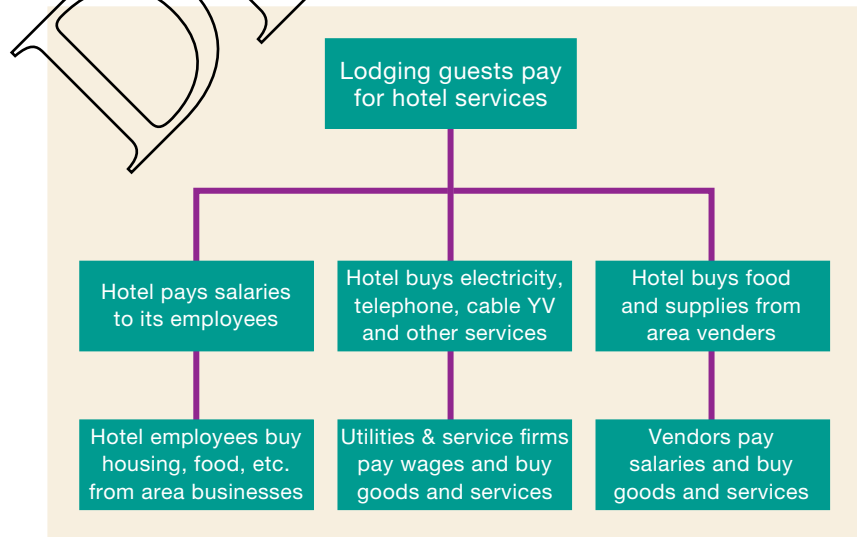 Lodging guests pay
for hotel services
Hotel pays salaries
to its employees
Hotel buys electricity,
telephone, cable YV
and other services
Hotel buys food
and supplies from
area venders
Hotel employees buy
housing, food, etc.
from area businesses
Utilities & service firms
pay wages and buy
goods and services
Vendors pay
salaries and buy
goods and services